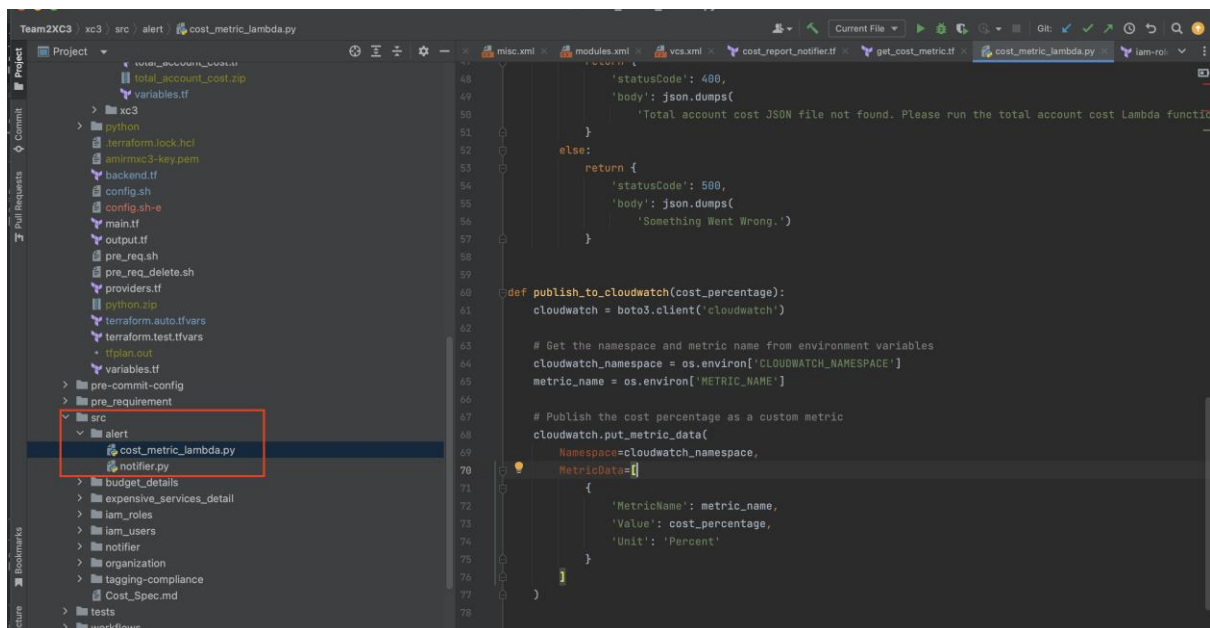 Team2XC3 › xc3 › src › alert › cost_metric_lambda.py
Current File
Git:
Project
misc.xml
modules.xml
vcs.xml
cost_report_notifier.tf
get_cost_metric.tf
cost_metric_lambda.py
Project
Commit
Pull Requests
Bookmarks
total_account_cost.tf
total_account_cost.zip
variables.tf
xc3
python
.terraform.lock.hcl
amirmxc3-key.pem
backend.tf
config.sh
config.sh-e
main.tf
output.tf
pre_req.sh
pre_req_delete.sh
providers.tf
python.zip
terraform.auto.tfvars
terraform.test.tfvars
tfplan.out
variables.tf
pre-commit-config
pre_requirement
src
alert
cost_metric_lambda.py
notifier.py
budget_details
expensive_services_detail
iam_roles
iam_users
notifier
organization
tagging-compliance
Cost_Spec.md
tests
workflows
47 return {
48 'statusCode': 400,
49 'body': json.dumps(
50 'Total account cost JSON file not found. Please run the total account cost Lambda
51 }
52 else:
53 return {
54 'statusCode': 500,
55 'body': json.dumps(
56 'Something Went Wrong.')
57 }
58
59
60 def publish_to_cloudwatch(cost_percentage):
61 cloudwatch = boto3.client('cloudwatch')
62
63 # Get the namespace and metric name from environment variables
64 cloudwatch_namespace = os.environ['CLOUDWATCH_NAMESPACE']
65 metric_name = os.environ['METRIC_NAME']
66
67 # Publish the cost percentage as a custom metric
68 cloudwatch.put_metric_data(
69 Namespace=cloudwatch_namespace,
70 MetricData=[
71 {
72 'MetricName': metric_name,
73 'Value': cost_percentage,
74 'Unit': 'Percent'
75 }
76 ]
77 )
78